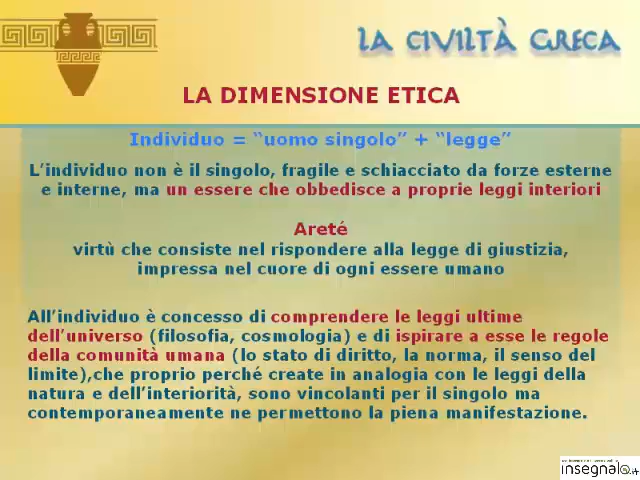 LA CIVILTÀ GRECA
LA DIMENSIONE ETICA
Individuo = “uomo singolo” + “legge”
L’individuo non è il singolo, fragile e schiacciato da forze esterne
e interne, ma un essere che obbedisce a proprie leggi interiori
Areté
virtù che consiste nel rispondere alla legge di giustizia,
impressa nel cuore di ogni essere umano
All’individuo è concesso di comprendere le leggi ultime
dell’universo (filosofia, cosmologia) e di ispirare a esse le regole
della comunità umana (lo stato di diritto, la norma, il senso del
limite),che proprio perché create in analogia con le leggi della
natura e dell’interiorità, sono vincolanti per il singolo ma
contemporaneamente ne permettono la piena manifestazione.
insegnalo.it